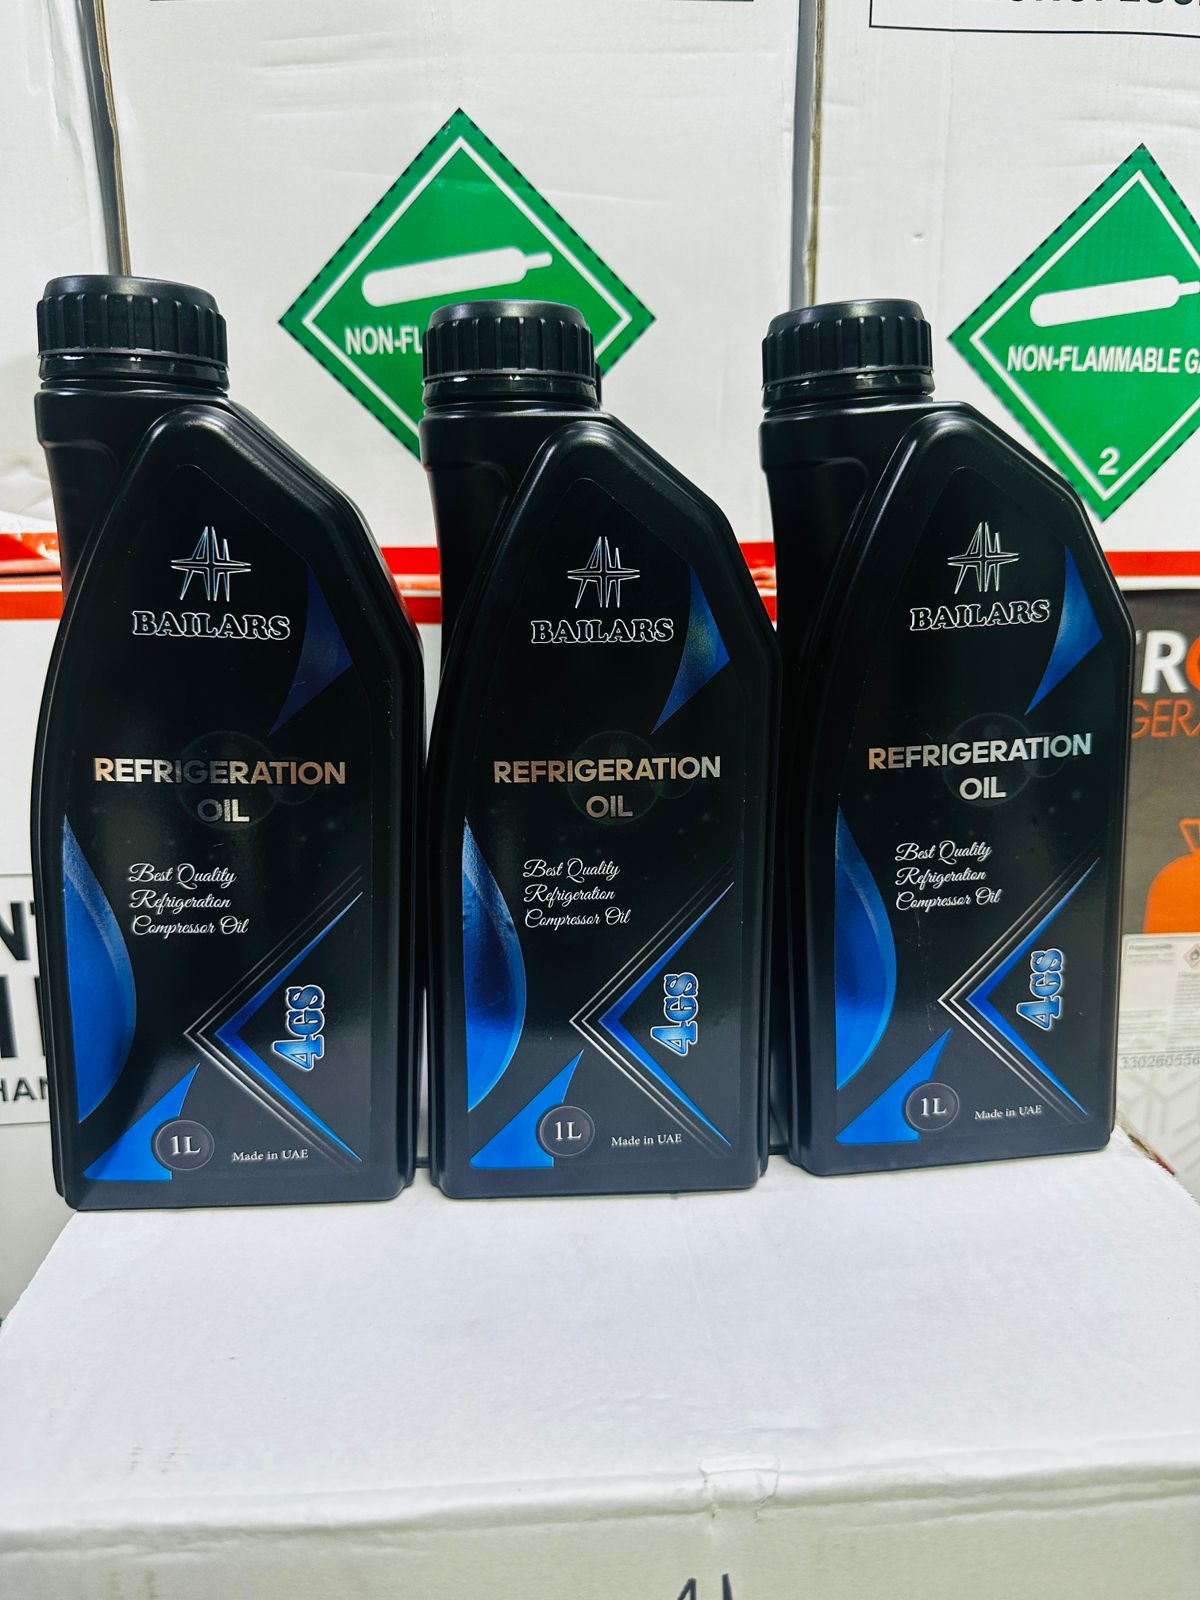 NON-FL
NON-FLAMMABLE GA
2
BAILARS
REFRIGERATION
OIL
Best Quality
Refrigeration
Compressor Oil
4GS
1L
Made in UAE
BAILARS
REFRIGERATION
OIL
Best Quality
Refrigeration
Compressor Oil
4GS
1L
Made in UAE
BAILARS
REFRIGERATION
OIL
Best Quality
Refrigeration
Compressor Oil
4GS
1L
Made in UAE